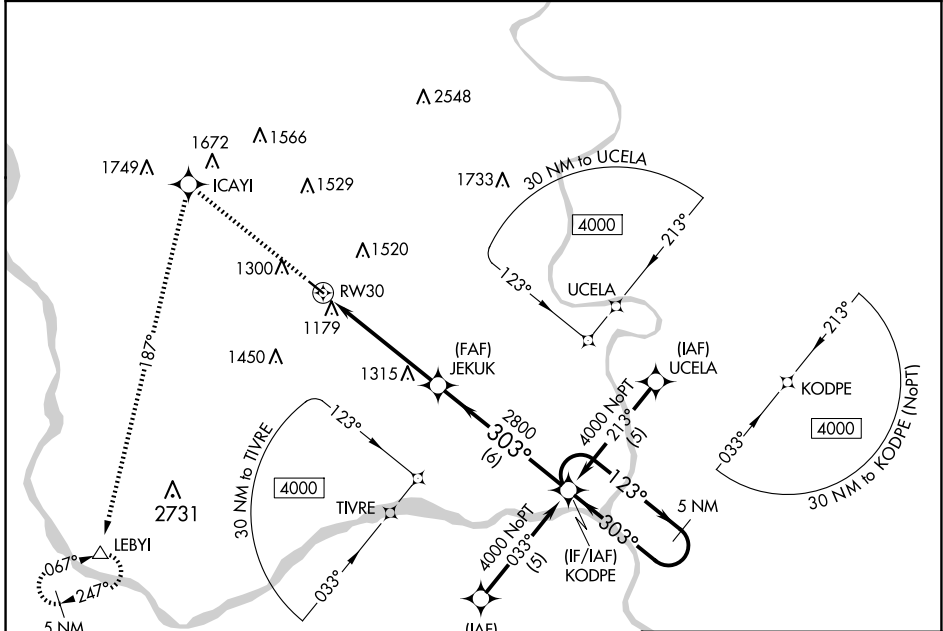 2548
1566
1672
1749
ICAYI
1529
1733
30 NM to UCELA
4000
213°
123°
1520
1300
RW30
1179
UCELA
187°
1450
1315
(FAF)
JEKUK
(IAF)
UCELA
213°
KODPE
4000
033°
30 NM to KODPE (NoPT)
2800
303°
(6)
4000 NoPT
213°
(5)
123°
30 NM to TIVRE
4000
TIVRE
033°
123°
5 NM
303°
(IF/IAF)
KODPE
4000 NoPT
033°
(5)
2731
LEBYI
067°
247°
5 NM
(IAF)